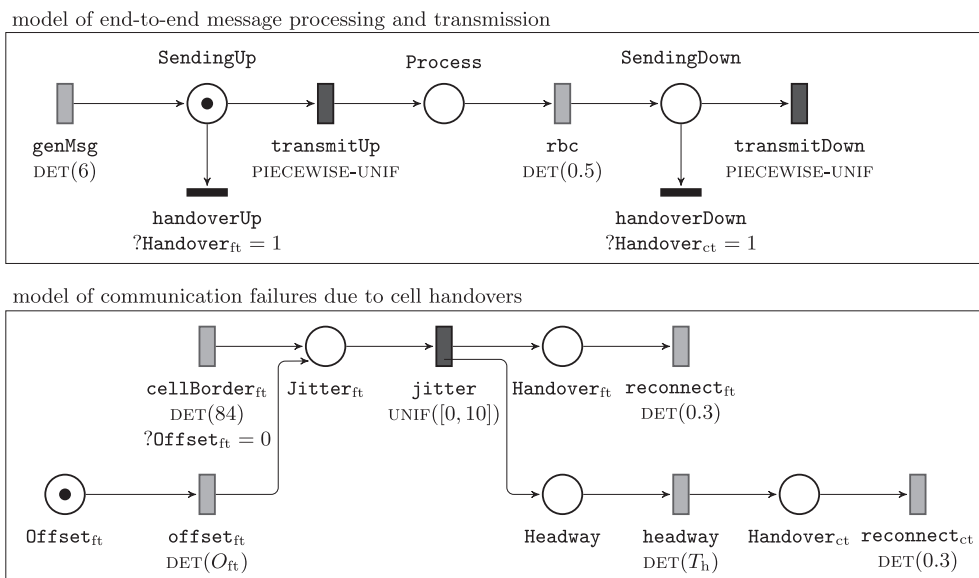 model of end-to-end message processing and transmission
SendingUp
Process
SendingDown
genMsg
DET(6)
transmitUp
PIECEWISE-UNIF
rbc
DET(0.5)
transmitDown
PIECEWISE-UNIF
handoverUp
?Handover_ft = 1
handoverDown
?Handover_ct = 1
model of communication failures due to cell handovers
cellBorder_ft
DET(84)
?Offset_ft = 0
Jitter_ft
jitter
UNIF([0, 10])
Handover_ft
reconnect_ft
DET(0.3)
Offset_ft
offset_ft
DET(O_ft)
Headway
headway
DET(T_h)
Handover_ct
reconnect_ct
DET(0.3)